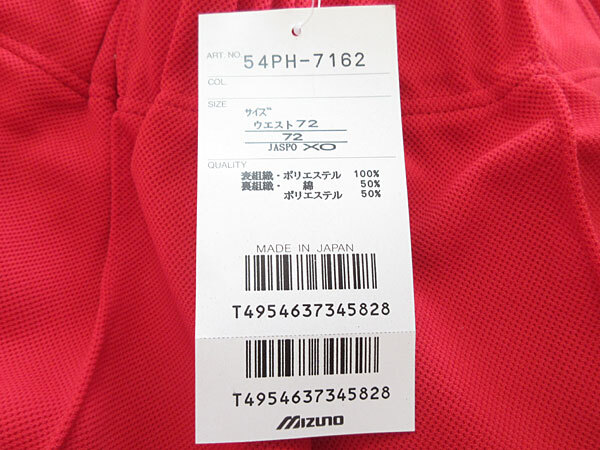 ART NO. 54PH-7162
COL.
SIZE
サイズ
ウエスト72
72
JASPO XO
QUALITY
表組織・ポリエステル 100%
裏組織・ 綿 50%
ポリエステル 50%
MADE IN JAPAN
T4954637345828
T4954637345828
MIZUNO